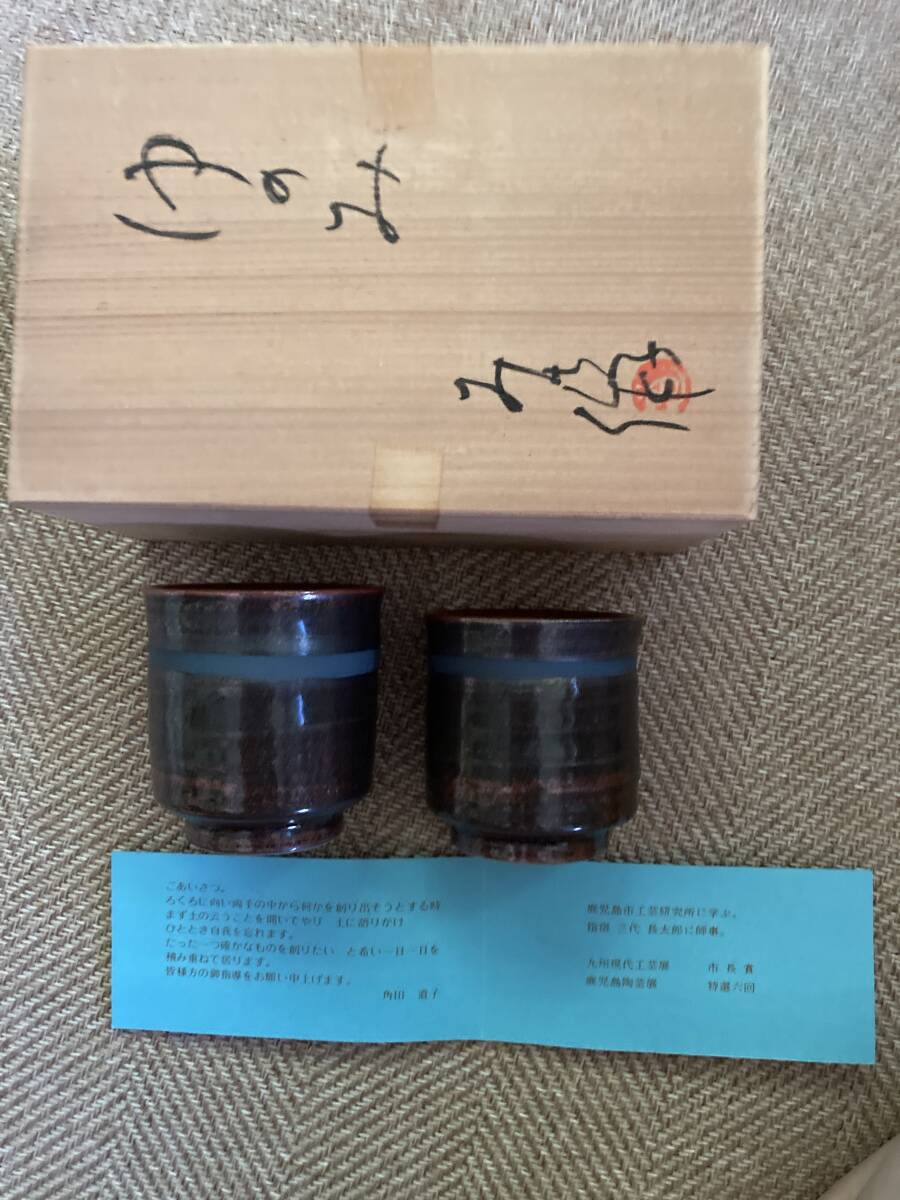 ゆのみ
ごあいさつ。
ろくろに向い両手の中から何かを創り出そうとする時
まず土の云うことを聞いてやり　土に語りかけ
ひととき自我を忘れます。
たった一つ確かなものを創りたい　と希い一日一日を
積み重ねて居ります。
皆様方の御指導をお願い申上げます。
角田　道子
鹿児島市工芸研究所に学ぶ。
指宿 三代 長太郎に師事。
九州現代工芸展　市長賞
鹿児島陶芸展　特選六回